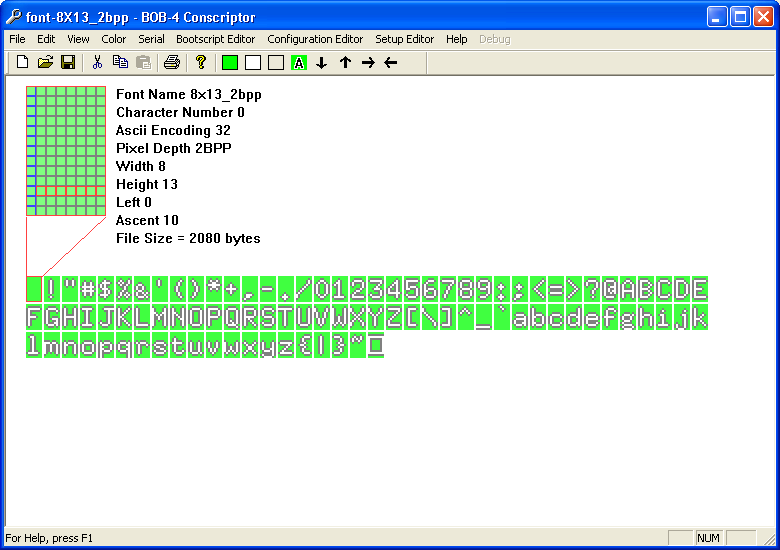 font-8X13_2bpp - BOB-4 Conscriptor
File Edit View Color Serial Bootscript Editor Configuration Editor Setup Editor Help Debug
A
Font Name 8x13_2bpp
Character Number 0
Ascii Encoding 32
Pixel Depth 2BPP
Width 8
Height 13
Left 0
Ascent 10
File Size = 2080 bytes
!"#$%&'()*+,-./0123456789:;<=>?@ABCDE
FGHIJKLMNOPQRSTUVWXYZ[\]^_`abcdefghijk
lmnopqrstuvwxyz{|}~
For Help, press F1
NUM